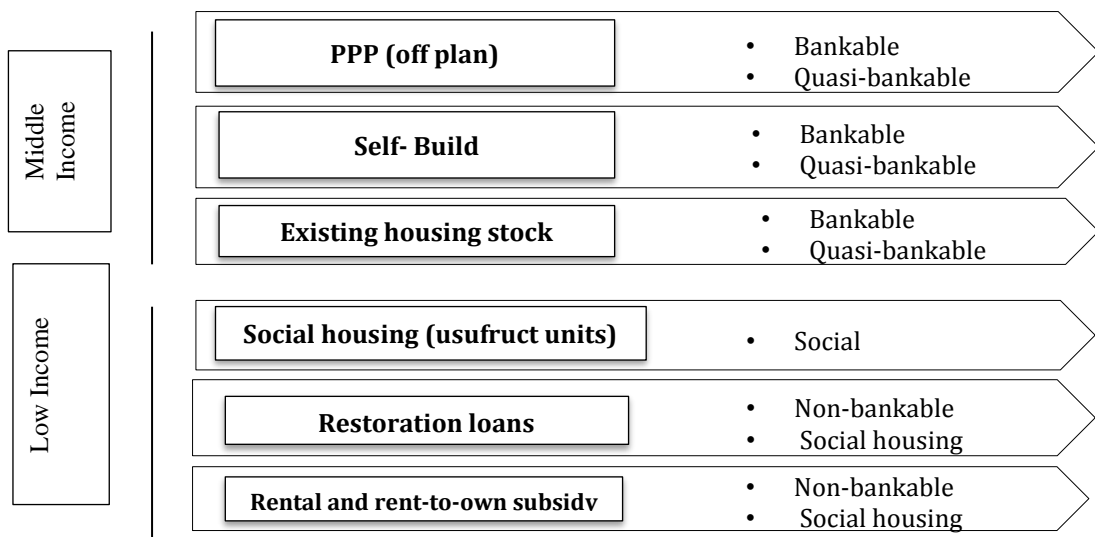 Middle
Income
PPP (off plan)
• Bankable
• Quasi-bankable
Self- Build
• Bankable
• Quasi-bankable
Existing housing stock
• Bankable
• Quasi-bankable
Low Income
Social housing (usufruct units)
• Social
Restoration loans
• Non-bankable
• Social housing
Rental and rent-to-own subsidy
• Non-bankable
• Social housing